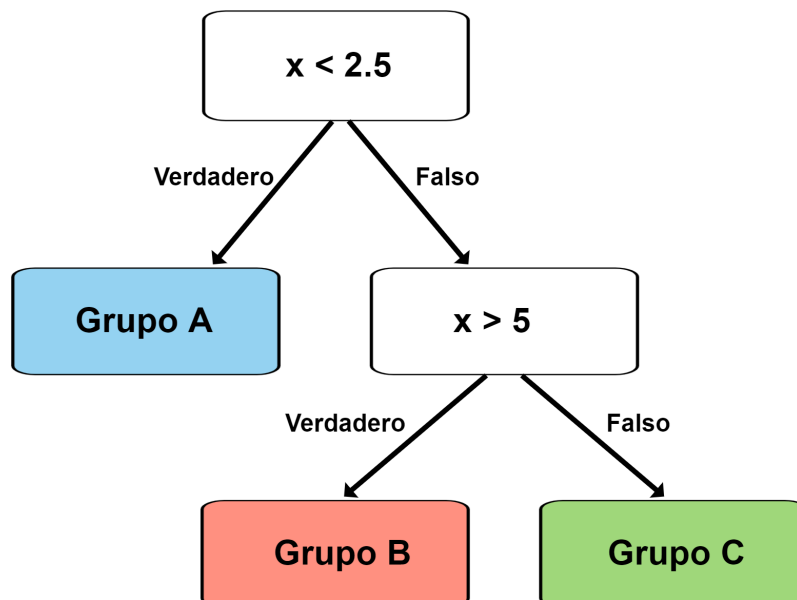 x < 2.5
Verdadero
Falso
Grupo A
x > 5
Verdadero
Falso
Grupo B
Grupo C